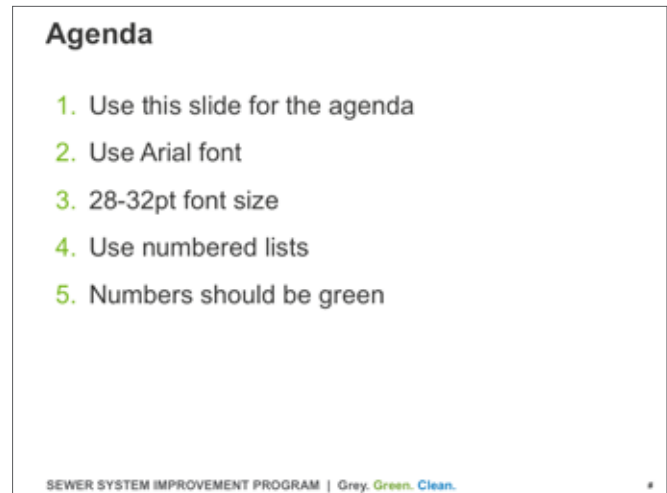 Agenda
1. Use this slide for the agenda
2. Use Arial font
3. 28-32pt font size
4. Use numbered lists
5. Numbers should be green
SEWER SYSTEM IMPROVEMENT PROGRAM | Grey. Green. Clean. #